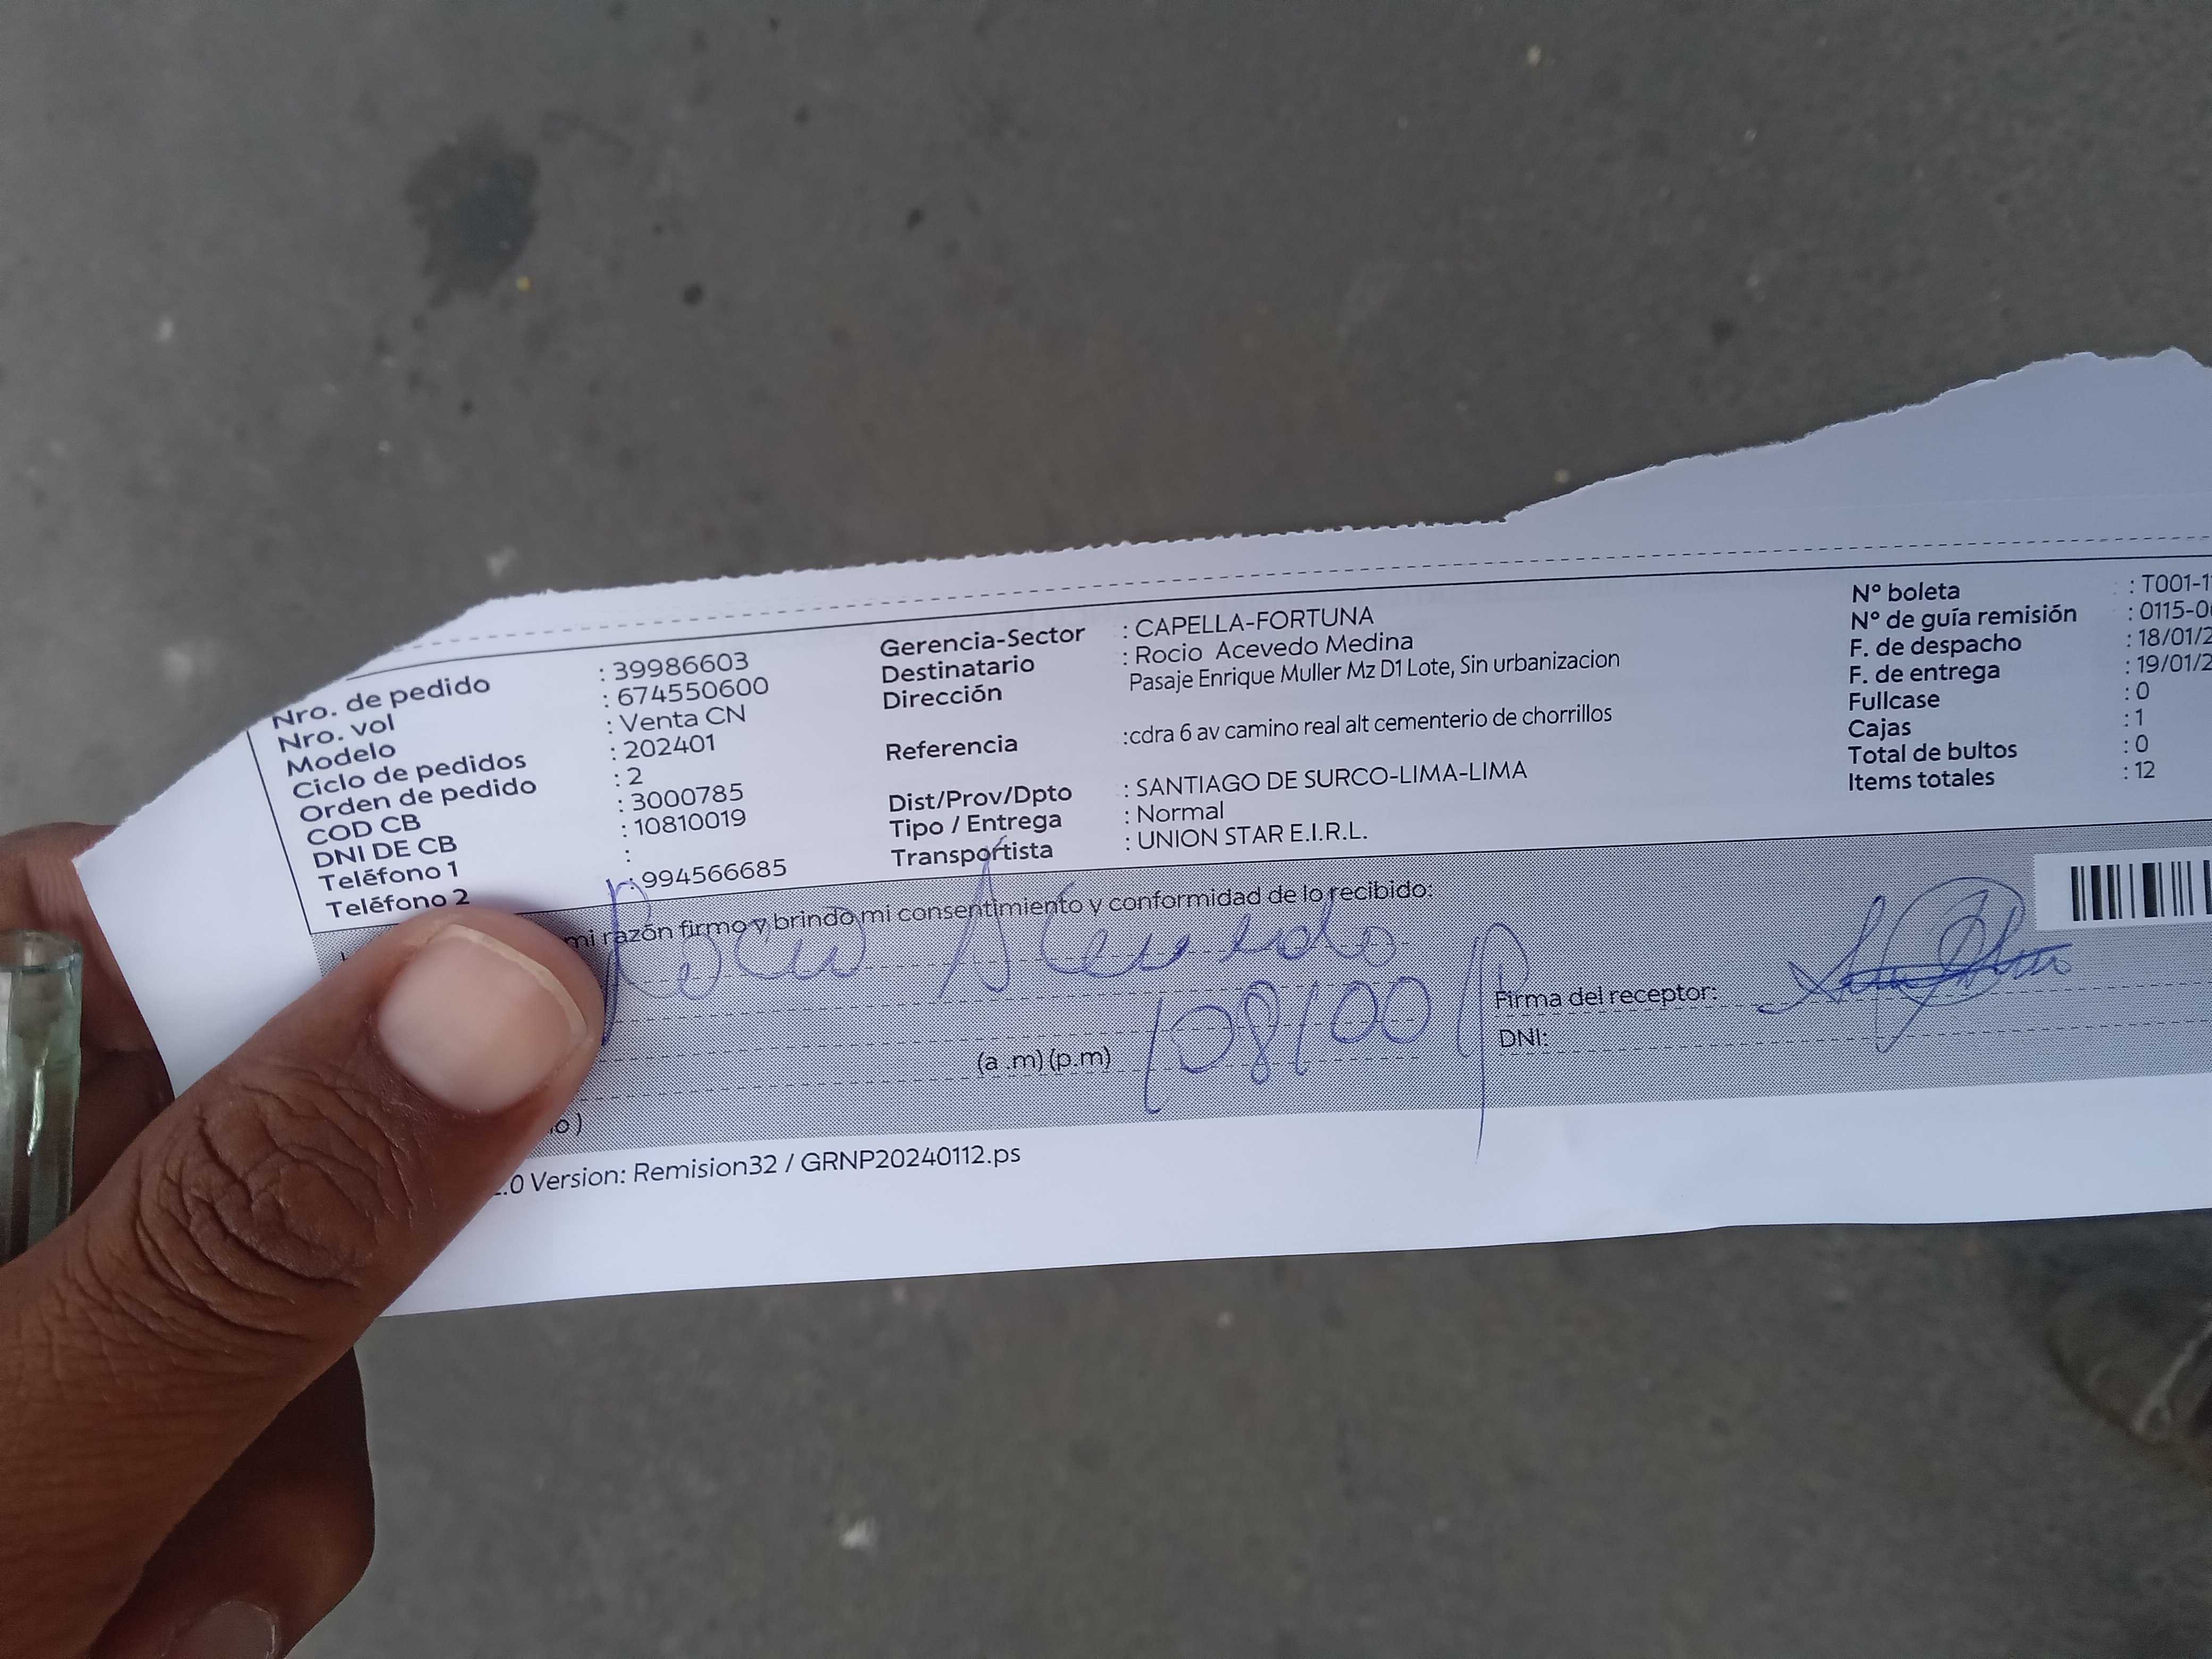 Nro. de pedido : 39986603
Nro. vol : 674550600
Modelo : Venta CN
Ciclo de pedidos : 202401
Orden de pedido : 2
COD CB : 3000785
DNI DE CB : 10810019
Teléfono 1 :
Teléfono 2 : 994566685
Gerencia-Sector : CAPELLA-FORTUNA
Destinatario : Rocio Acevedo Medina
Dirección Pasaje Enrique Muller Mz D1 Lote, Sin urbanizacion
Referencia :cdra 6 av camino real alt cementerio de chorrillos
Dist/Prov/Dpto : SANTIAGO DE SURCO-LIMA-LIMA
Tipo / Entrega : Normal
Transportista : UNION STAR E.I.R.L.
N° boleta : T001-1
N° de guía remisión : 0115-0
F. de despacho : 18/01/2
F. de entrega : 19/01/2
Fullcase : 0
Cajas : 1
Total de bultos : 0
Items totales : 12
mi razón firmo y brindo mi consentimiento y conformidad de lo recibido:
Rocio Acevedo
Firma del receptor:
(a .m) (p.m)
DNI:
.0 Version: Remision32 / GRNP20240112.ps